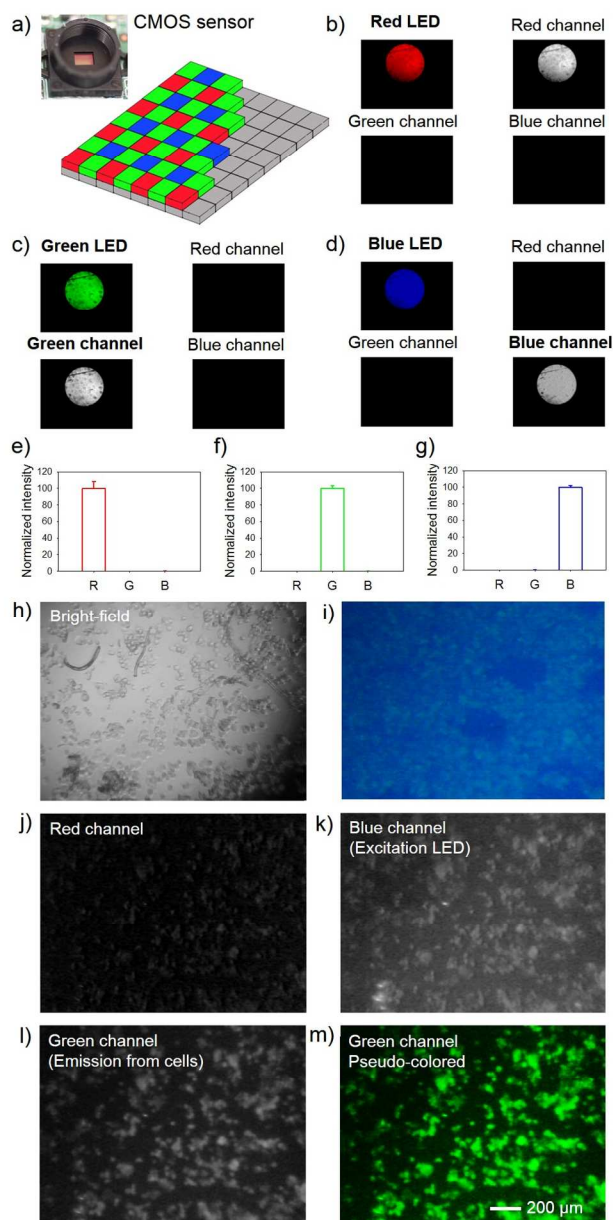 a)
CMOS sensor
b)
Red LED
Red channel
Green channel
Blue channel
c)
Green LED
Red channel
Green channel
Blue channel
d)
Blue LED
Red channel
Green channel
Blue channel
e)
Normalized intensity
120
100
80
60
40
20
0
R G B
f)
Normalized intensity
120
100
80
60
40
20
0
R G B
g)
Normalized intensity
120
100
80
60
40
20
0
R G B
h)
Bright-field
i)
j)
Red channel
k)
Blue channel
(Excitation LED)
l)
Green channel
(Emission from cells)
m)
Green channel
Pseudo-colored
200 µm